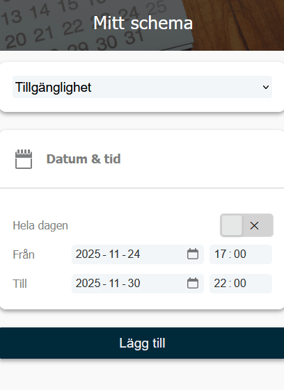 Mitt schema
Tillgänglighet
Datum & tid
Hela dagen
Från 2025-11-24 17:00
Till 2025-11-30 22:00
Lägg till